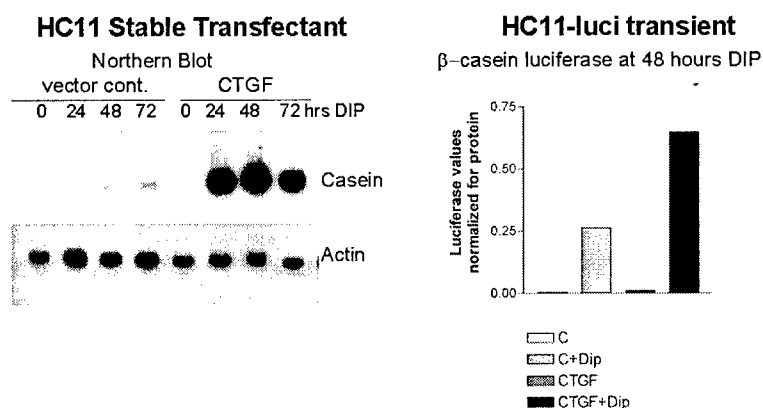 HC11 Stable Transfectant
Northern Blot
vector cont. CTGF
0 24 48 72 0 24 48 72 hrs DIP
Casein
Actin
HC11-luci transient
β-casein luciferase at 48 hours DIP
Luciferase values
normalized for protein
0.75
0.50
0.25
0.00
C
C+Dip
CTGF
CTGF+Dip